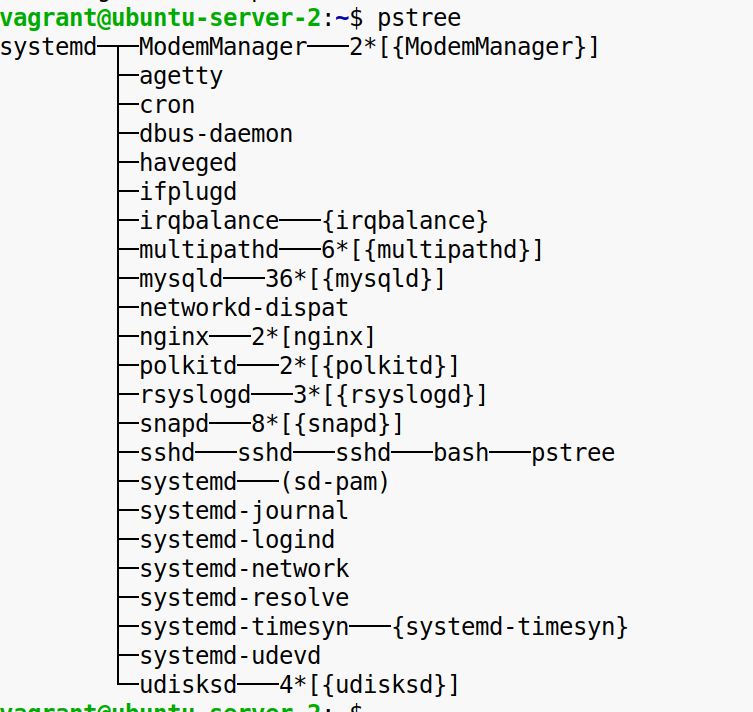 vagrant@ubuntu-server-2:~$ pstree
systemd─┬─ModemManager───2*[{ModemManager}]
        ├─agetty
        ├─cron
        ├─dbus-daemon
        ├─haveged
        ├─ifplugd
        ├─irqbalance───{irqbalance}
        ├─multipathd───6*[{multipathd}]
        ├─mysqld───36*[{mysqld}]
        ├─networkd-dispat
        ├─nginx───2*[nginx]
        ├─polkitd───2*[{polkitd}]
        ├─rsyslogd───3*[{rsyslogd}]
        ├─snapd───8*[{snapd}]
        ├─sshd───sshd───sshd───bash───pstree
        ├─systemd───(sd-pam)
        ├─systemd-journal
        ├─systemd-logind
        ├─systemd-network
        ├─systemd-resolve
        ├─systemd-timesyn───{systemd-timesyn}
        ├─systemd-udevd
        └─udisksd───4*[{udisksd}]
vagrant@ubuntu-server-2:~$